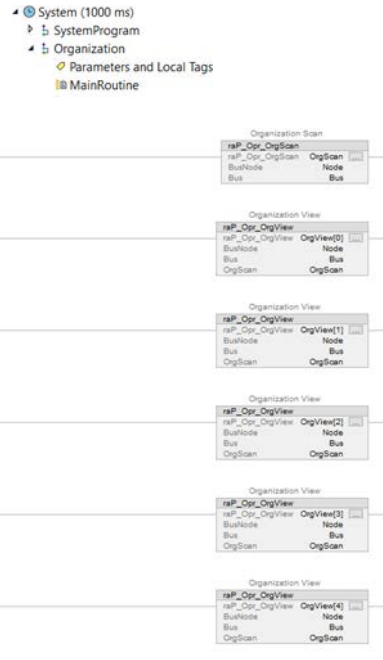 System (1000 ms)
SystemProgram
Organization
Parameters and Local Tags
MainRoutine
Organization Scan
raP_Opr_OrgScan
raP_Opr_OrgScan OrgScan ...
BusNode Node
Bus Bus
Organization View
raP_Opr_OrgView
raP_Opr_OrgView OrgView[0] ...
BusNode Node
Bus Bus
OrgScan OrgScan
Organization View
raP_Opr_OrgView
raP_Opr_OrgView OrgView[1] ...
BusNode Node
Bus Bus
OrgScan OrgScan
Organization View
raP_Opr_OrgView
raP_Opr_OrgView OrgView[2] ...
BusNode Node
Bus Bus
OrgScan OrgScan
Organization View
raP_Opr_OrgView
raP_Opr_OrgView OrgView[3] ...
BusNode Node
Bus Bus
OrgScan OrgScan
Organization View
raP_Opr_OrgView
raP_Opr_OrgView OrgView[4] ...
BusNode Node
Bus Bus
OrgScan OrgScan